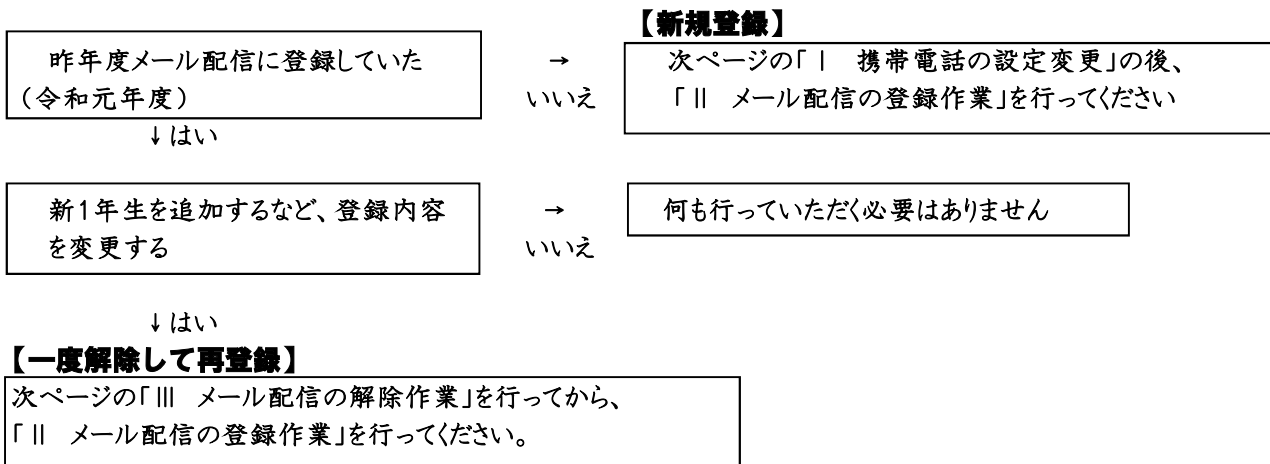 【新規登録】
昨年度メール配信に登録していた
(令和元年度)
→
いいえ
次ページの「Ⅰ 携帯電話の設定変更」の後、
「Ⅱ メール配信の登録作業」を行ってください
↓はい
新1年生を追加するなど、登録内容
を変更する
→
いいえ
何も行っていただく必要はありません
↓はい
【一度解除して再登録】
次ページの「Ⅲ メール配信の解除作業」を行ってから、
「Ⅱ メール配信の登録作業」を行ってください。